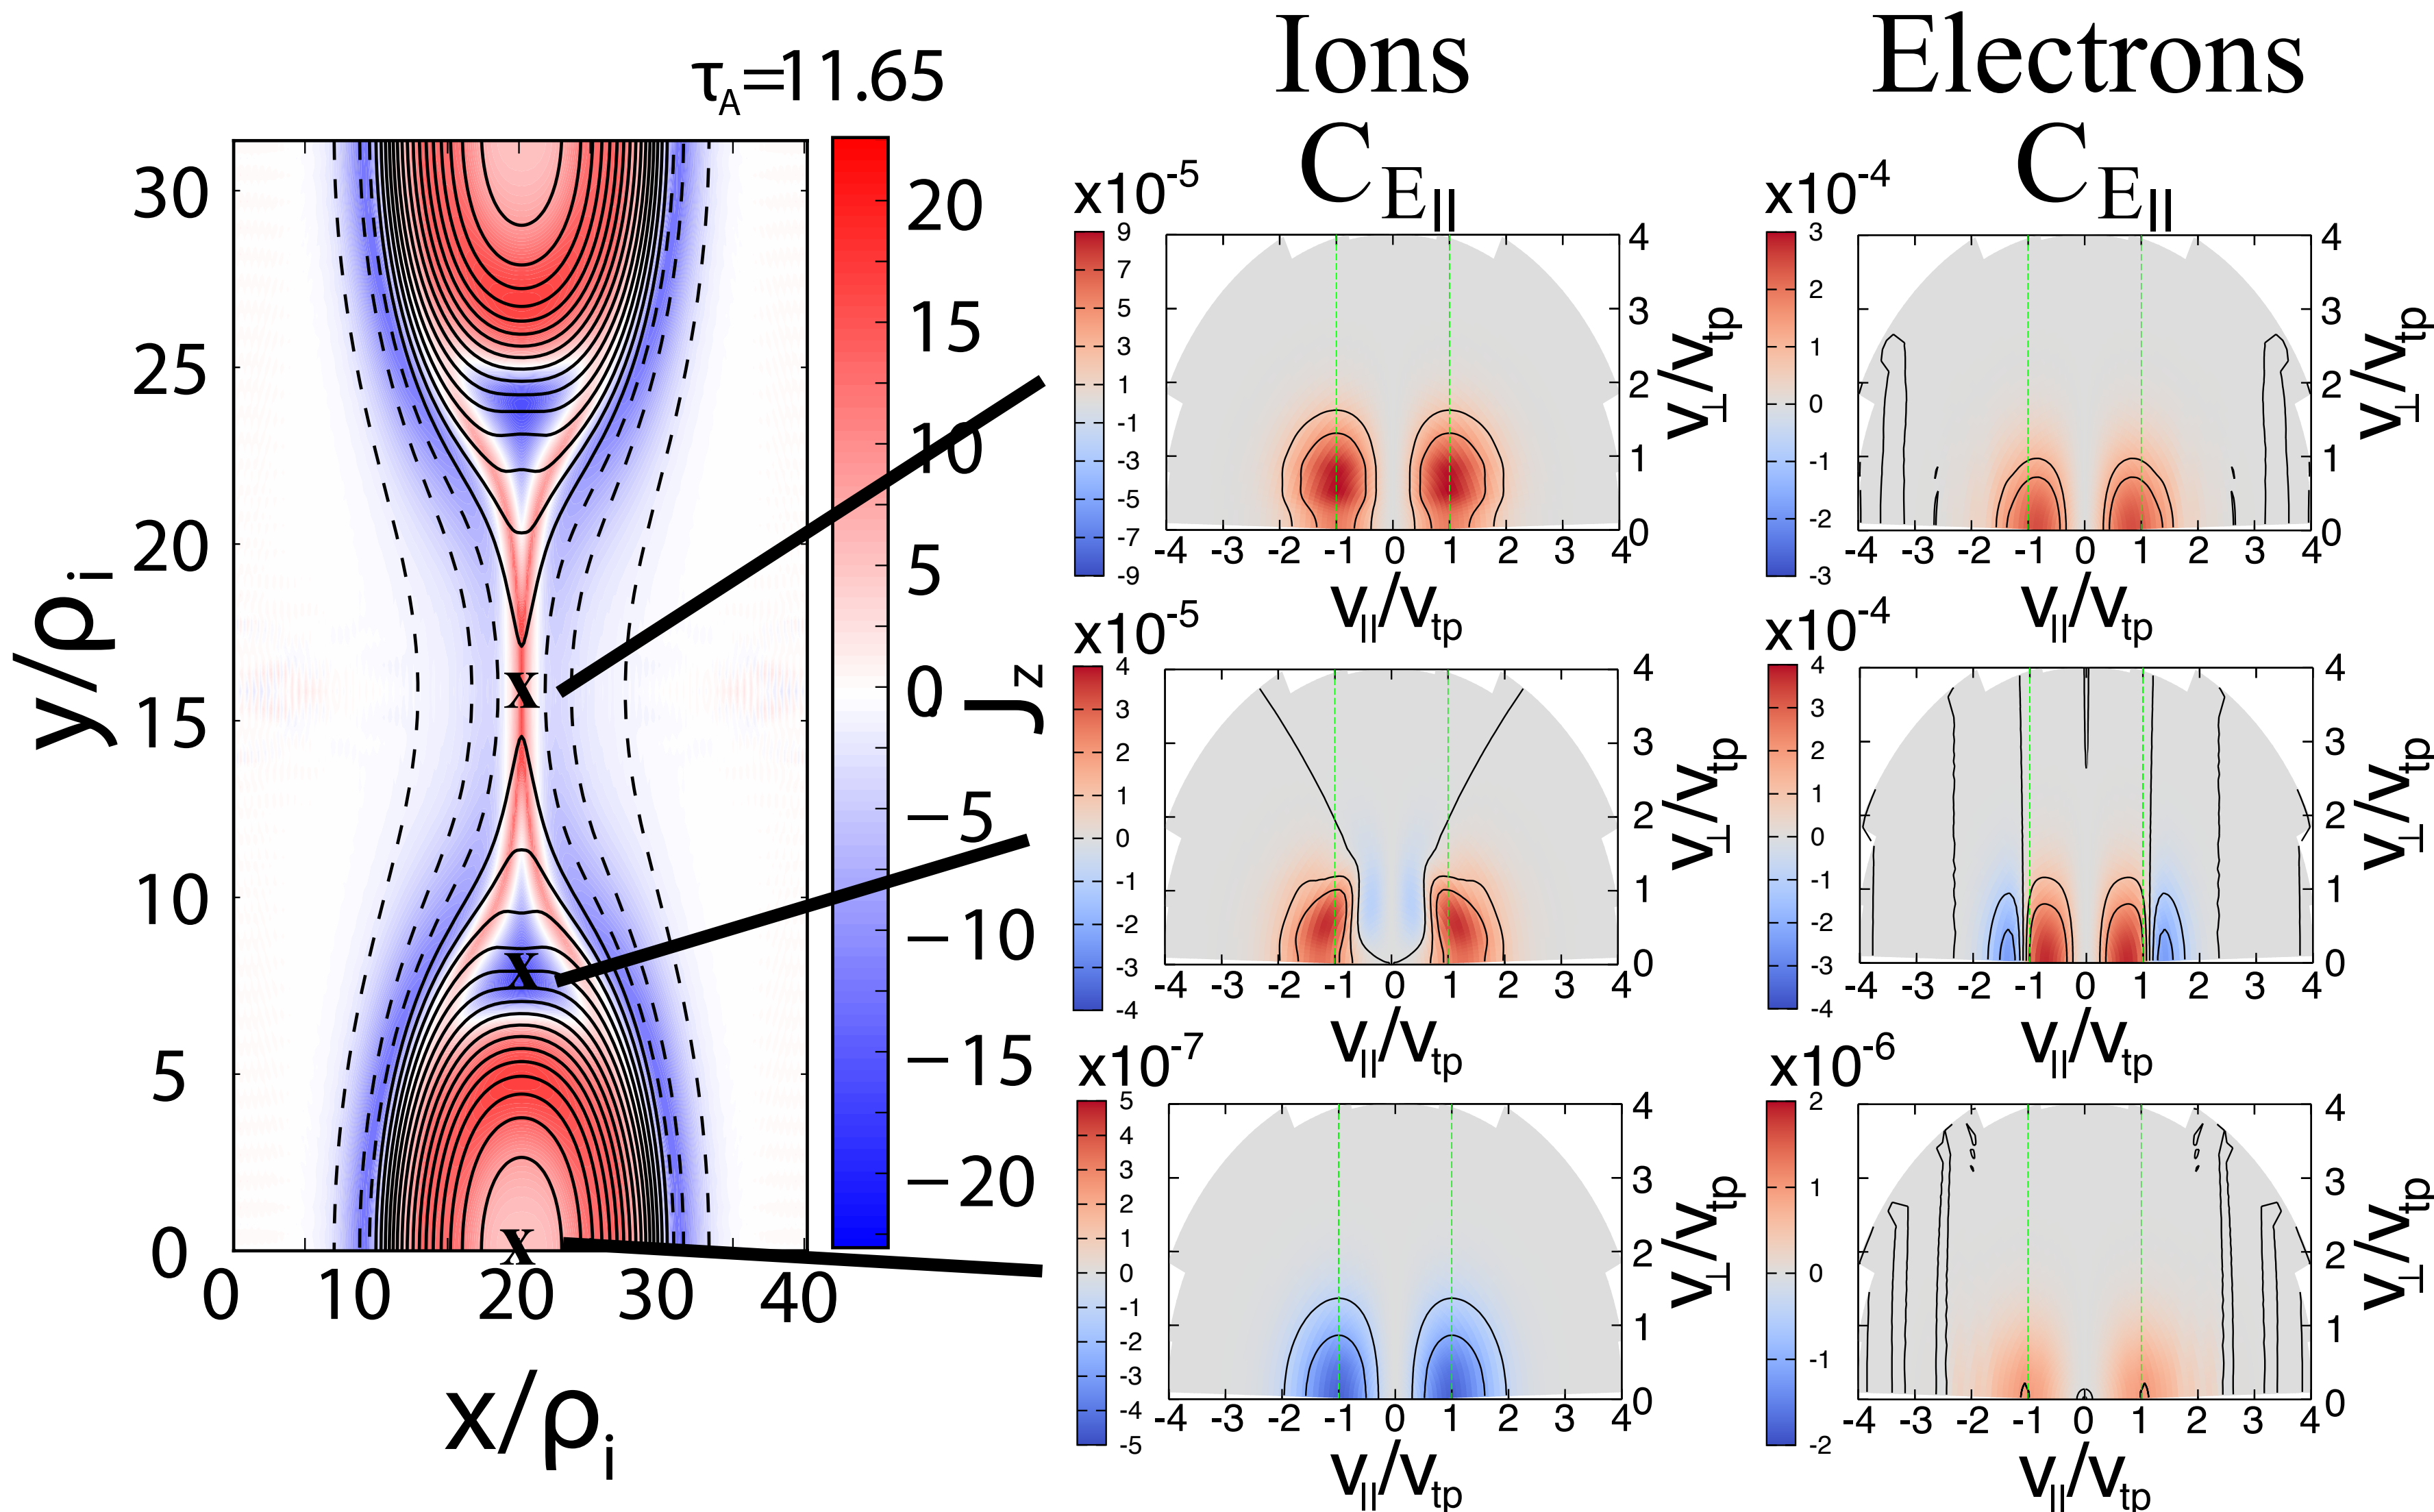 τA=11.65
Ions
Electrons
CE||
CE||
30
25
20
15
10
5
0
y/ρi
0 10 20 30 40
x/ρi
x
x
x
20
15
10
5
0
−5
−10
−15
−20
Jz
x10-5
9
7
5
3
1
-1
-3
-5
-7
-9
4
3
2
1
0
v⊥/vtp
-4 -3 -2 -1 0 1 2 3 4
v||/vtp
x10-4
3
2
1
0
-1
-2
-3
4
3
2
1
0
v⊥/vtp
-4 -3 -2 -1 0 1 2 3 4
v||/vtp
x10-5
4
3
2
1
0
-1
-2
-3
-4
4
3
2
1
0
v⊥/vtp
-4 -3 -2 -1 0 1 2 3 4
v||/vtp
x10-4
4
3
2
1
0
-1
-2
-3
-4
4
3
2
1
0
v⊥/vtp
-4 -3 -2 -1 0 1 2 3 4
v||/vtp
x10-7
5
4
3
2
1
0
-1
-2
-3
-4
-5
4
3
2
1
0
v⊥/vtp
-4 -3 -2 -1 0 1 2 3 4
v||/vtp
x10-6
2
1
0
-1
-2
4
3
2
1
0
v⊥/vtp
-4 -3 -2 -1 0 1 2 3 4
v||/vtp